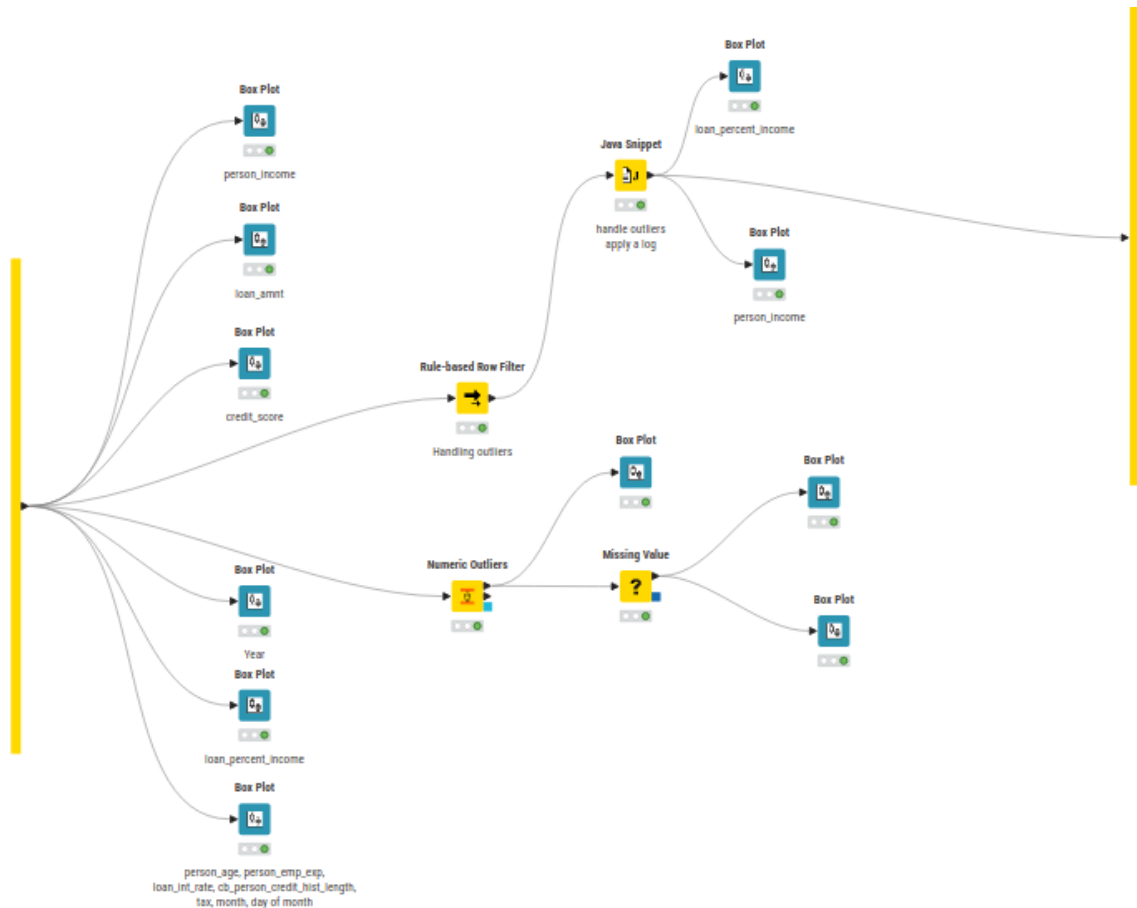 Box Plot
person_income
Box Plot
loan_amnt
Box Plot
credit_score
Rule-based Row Filter
Handling outliers
Java Snippet
handle outliers
apply a log
Box Plot
loan_percent_income
Box Plot
person_income
Numeric Outliers
Box Plot
Missing Value
?
Box Plot
Box Plot
Box Plot
Year
Box Plot
loan_percent_income
Box Plot
person_age, person_emp_exp,
loan_int_rate, cb_person_credit_hist_length,
tax, month, day of month